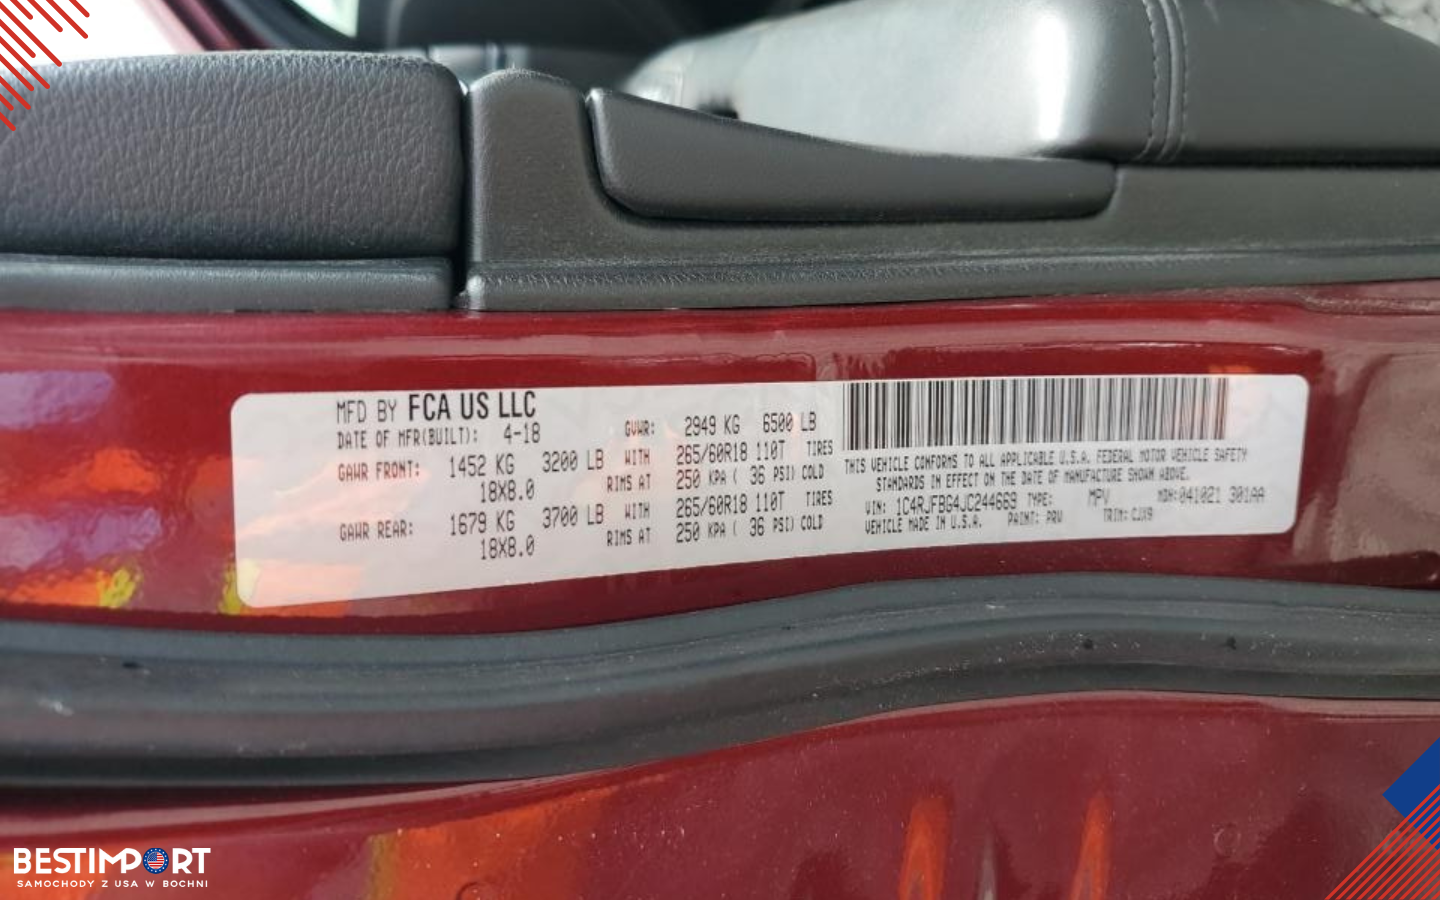 MFD BY FCA US LLC
DATE OF MFR(BUILT): 4-18 GVWR: 2949 KG 6500 LB
GAWR FRONT: 1452 KG 3200 LB WITH 265/60R18 110T TIRES
18X8.0 RIMS AT 250 KPA ( 36 PSI) COLD
GAWR REAR: 1679 KG 3700 LB WITH 265/60R18 110T TIRES
18X8.0 RIMS AT 250 KPA ( 36 PSI) COLD
THIS VEHICLE CONFORMS TO ALL APPLICABLE U.S.A. FEDERAL MOTOR VEHICLE SAFETY
STANDARDS IN EFFECT ON THE DATE OF MANUFACTURE SHOWN ABOVE.
VIN: 1C4RJFBG4JC244669 TYPE: MPV MDH:041021 301AA
VEHICLE MADE IN U.S.A. PAINT: PRV TRIM:CJX9
BESTIMPORT
SAMOCHODY Z USA W BOCHNI